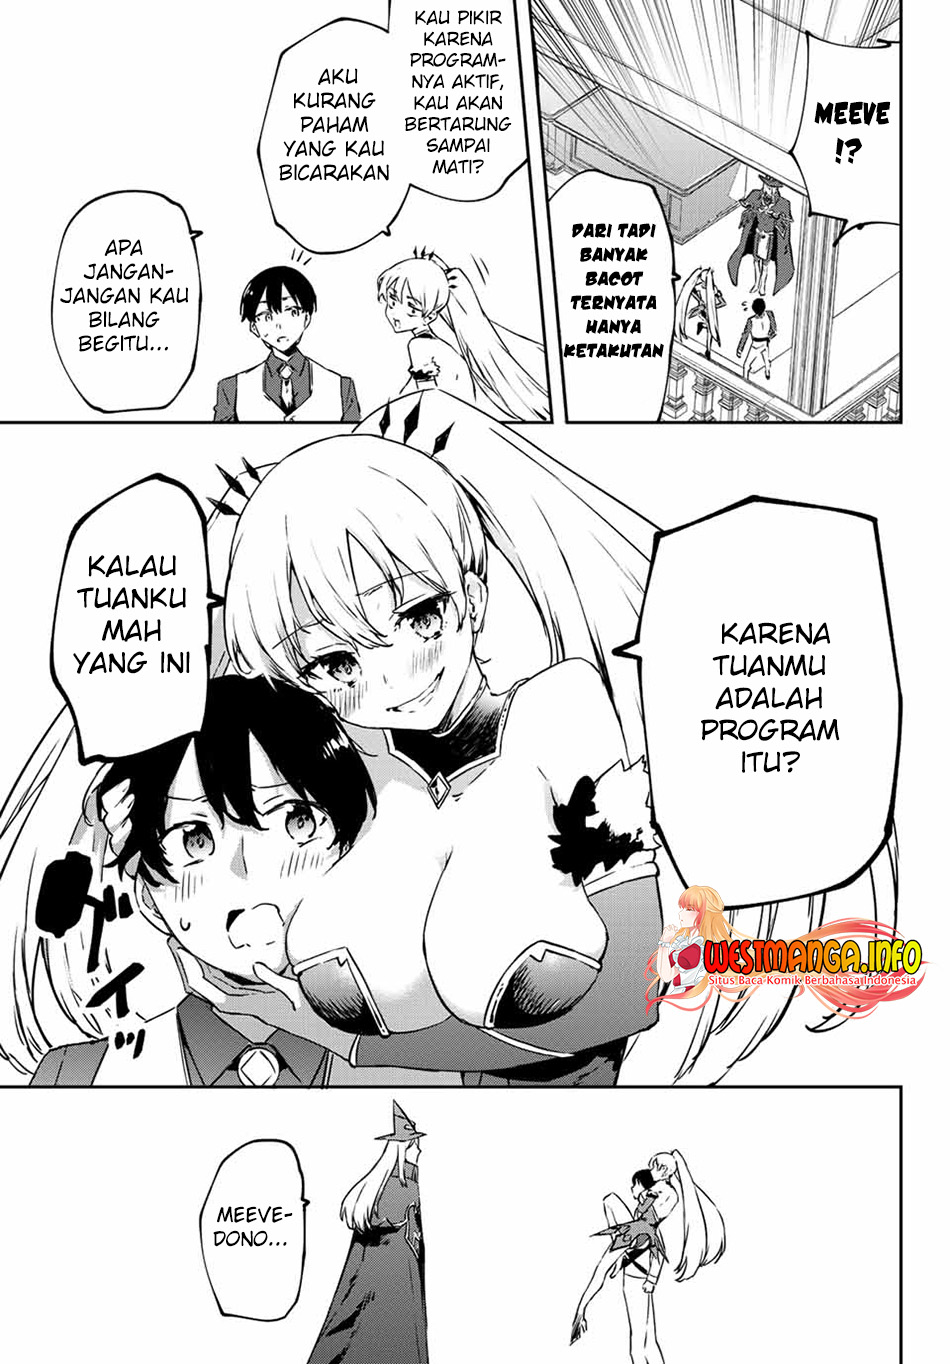 MEEVE
!?
DARI TADI
BANYAK
BACOT
TERNYATA
HANYA
KETAKUTAN
KAU PIKIR
KARENA
PROGRAM-
NYA AKTIF,
KAU AKAN
BERTARUNG
SAMPAI
MATI?
AKU
KURANG
PAHAM
YANG KAU
BICARAKAN
APA
JANGAN-
JANGAN KAU
BILANG
BEGITU...
KARENA
TUANMU
ADALAH
PROGRAM
ITU?
KALAU
TUANKU
MAH
YANG INI
WESTMANGA.INFO
Situs Baca Komik Berbahasa Indonesia
MEEVE-
DONO...